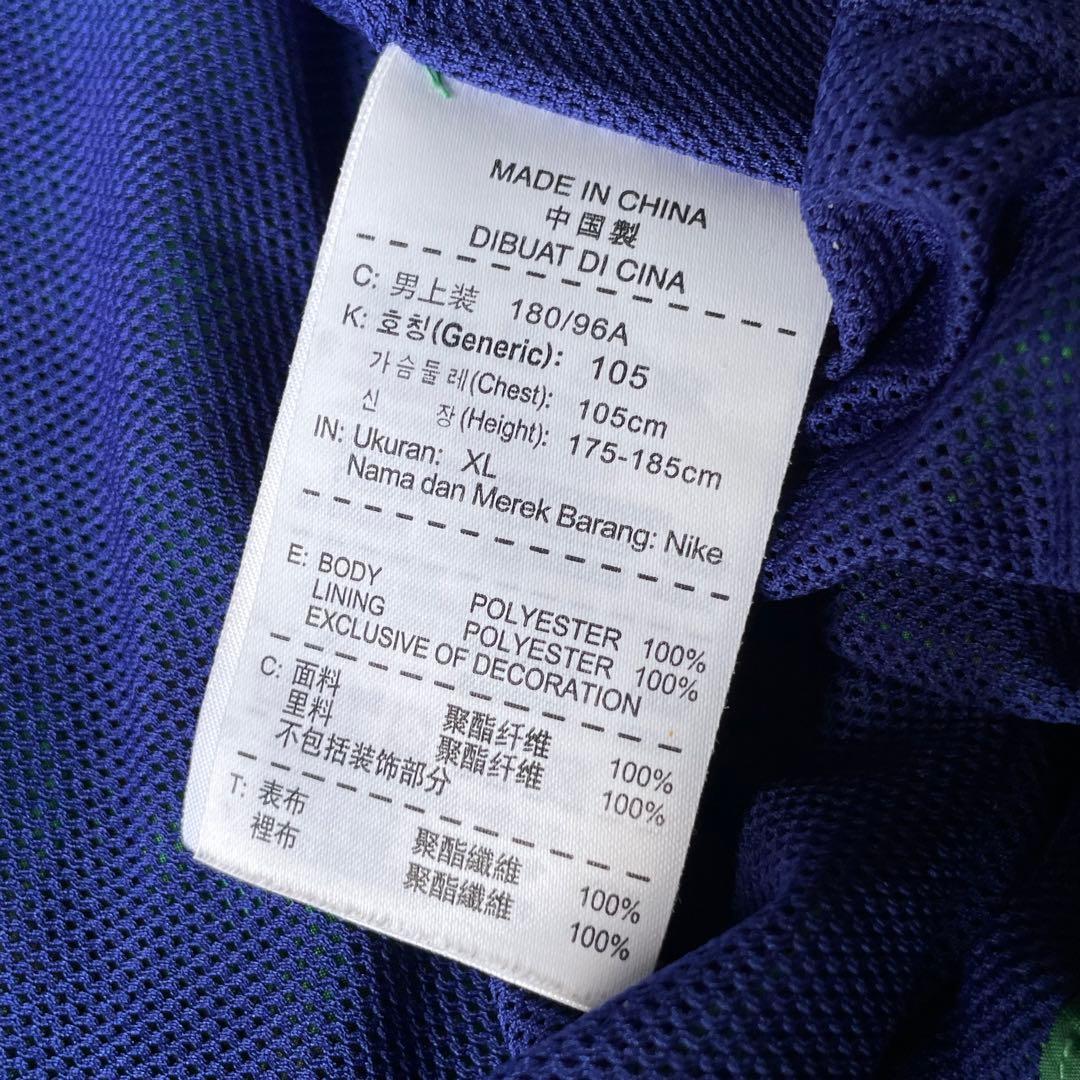 MADE IN CHINA
中国製
DIBUAT DI CINA
C: 男上装 180/96A
K: 호칭(Generic): 105
가슴둘레(Chest): 105cm
신 장(Height): 175-185cm
IN: Ukuran: XL
Nama dan Merek Barang: Nike
E: BODY POLYESTER 100%
LINING POLYESTER 100%
EXCLUSIVE OF DECORATION
C: 面料 聚酯纤维 100%
里料 聚酯纤维 100%
不包括装饰部分
T: 表布 聚酯纖維 100%
裡布 聚酯纖維 100%